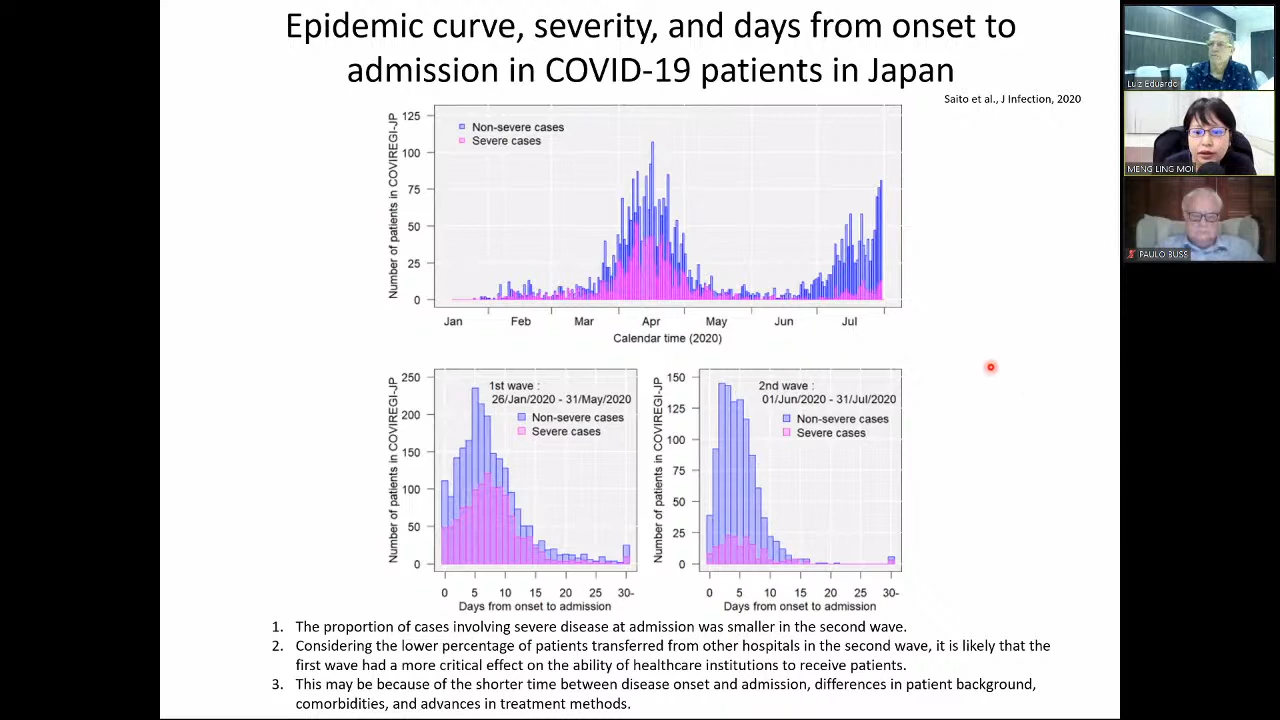 Epidemic curve, severity, and days from onset to
admission in COVID-19 patients in Japan
Saito et al., J Infection, 2020
Luiz Eduardo
MENG LING MOI
PAULO BUSS
Number of patients in COVIREGI-JP
125
100
75
50
25
0
Non-severe cases
Severe cases
Jan Feb Mar Apr May Jun Jul
Calendar time (2020)
Number of patients in COVIREGI-JP
250
200
150
100
50
0
1st wave :
26/Jan/2020 - 31/May/2020
Non-severe cases
Severe cases
0 5 10 15 20 25 30-
Days from onset to admission
Number of patients in COVIREGI-JP
150
125
100
75
50
25
0
2nd wave :
01/Jun/2020 - 31/Jul/2020
Non-severe cases
Severe cases
0 5 10 15 20 25 30-
Days from onset to admission
1. The proportion of cases involving severe disease at admission was smaller in the second wave.
2. Considering the lower percentage of patients transferred from other hospitals in the second wave, it is likely that the
first wave had a more critical effect on the ability of healthcare institutions to receive patients.
3. This may be because of the shorter time between disease onset and admission, differences in patient background,
comorbidities, and advances in treatment methods.